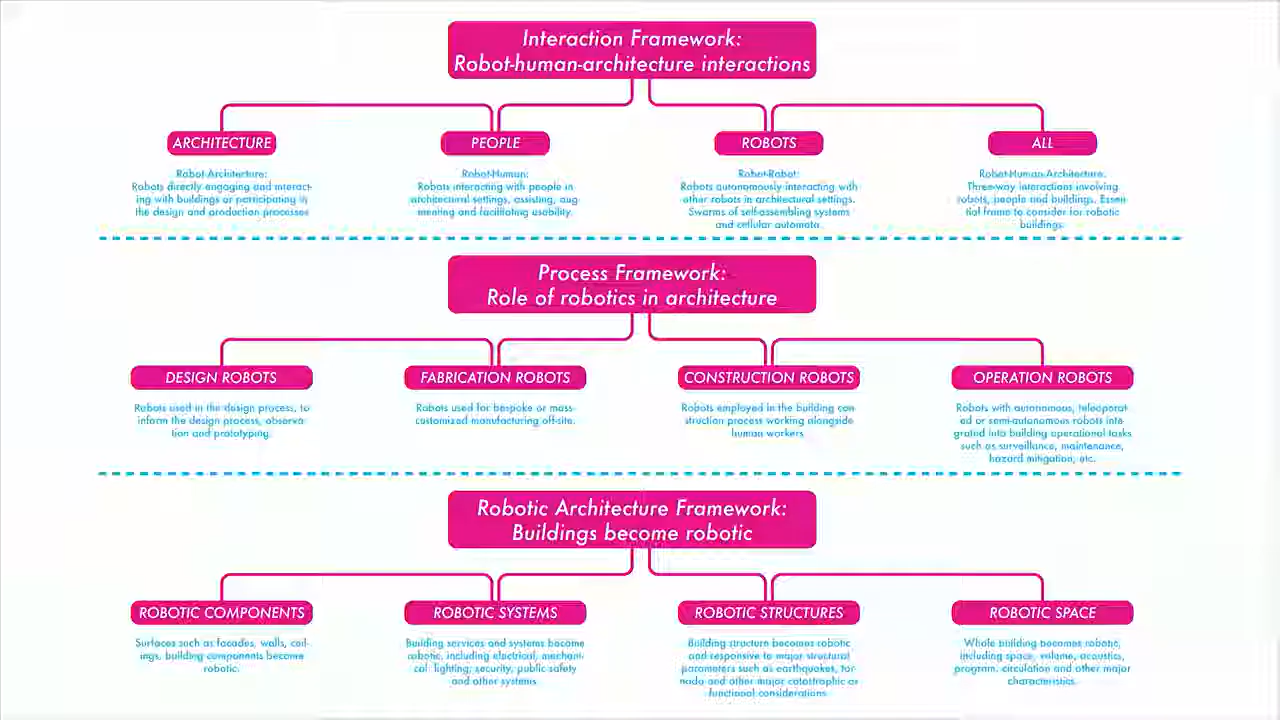 Interaction Framework:
Robot-human-architecture interactions
ARCHITECTURE
Robot-Architecture:
Robots directly engaging and interact-
ing with buildings or participating in
the design and production processes
PEOPLE
Robot-Human:
Robots interacting with people in
architectural settings, assisting, aug-
menting and facilitating usability.
ROBOTS
Robot-Robot:
Robots autonomously interacting with
other robots in architectural settings.
Swarms of self-assembling systems
and cellular automata.
ALL
Robot-Human-Architecture:
Three-way interactions involving
robots, people and buildings. Essen-
tial frame to consider for robotic
buildings.
Process Framework:
Role of robotics in architecture
DESIGN ROBOTS
Robots used in the design process, to
inform the design process, observa-
tion and prototyping.
FABRICATION ROBOTS
Robots used for bespoke or mass-
customized manufacturing off-site.
CONSTRUCTION ROBOTS
Robots employed in the building con-
struction process working alongside
human workers
OPERATION ROBOTS
Robots with autonomous, teleoperat-
ed or semi-autonomous robots inte-
grated into building operational tasks
such as surveillance, maintenance,
hazard mitigation, etc.
Robotic Architecture Framework:
Buildings become robotic
ROBOTIC COMPONENTS
Surfaces such as facades, walls, ceil-
ings, building components become
robotic.
ROBOTIC SYSTEMS
Building services and systems become
robotic, including electrical, mechani-
cal, lighting, security, public safety
and other systems
ROBOTIC STRUCTURES
Building structure becomes robotic
and responsive to major structural
parameters such as earthquakes, tor-
nado and other major catastrophic or
functional considerations
ROBOTIC SPACE
Whole building becomes robotic,
including space, volume, acoustics,
program, circulation and other major
characteristics.